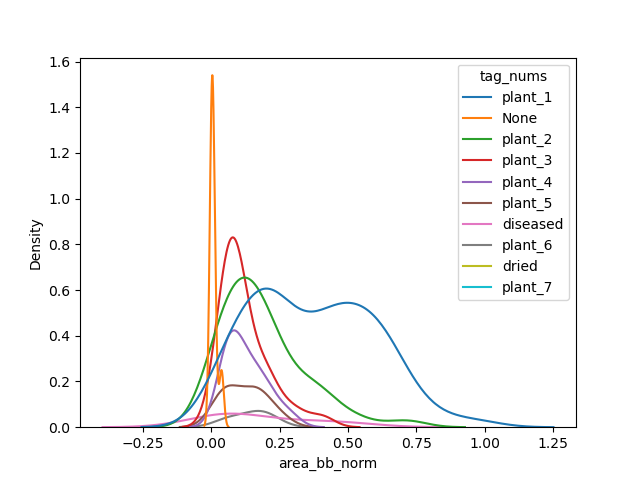 1.6
1.4
1.2
1.0
0.8
0.6
0.4
0.2
0.0
Density
−0.25 0.00 0.25 0.50 0.75 1.00 1.25
area_bb_norm
tag_nums
plant_1
None
plant_2
plant_3
plant_4
plant_5
diseased
plant_6
dried
plant_7